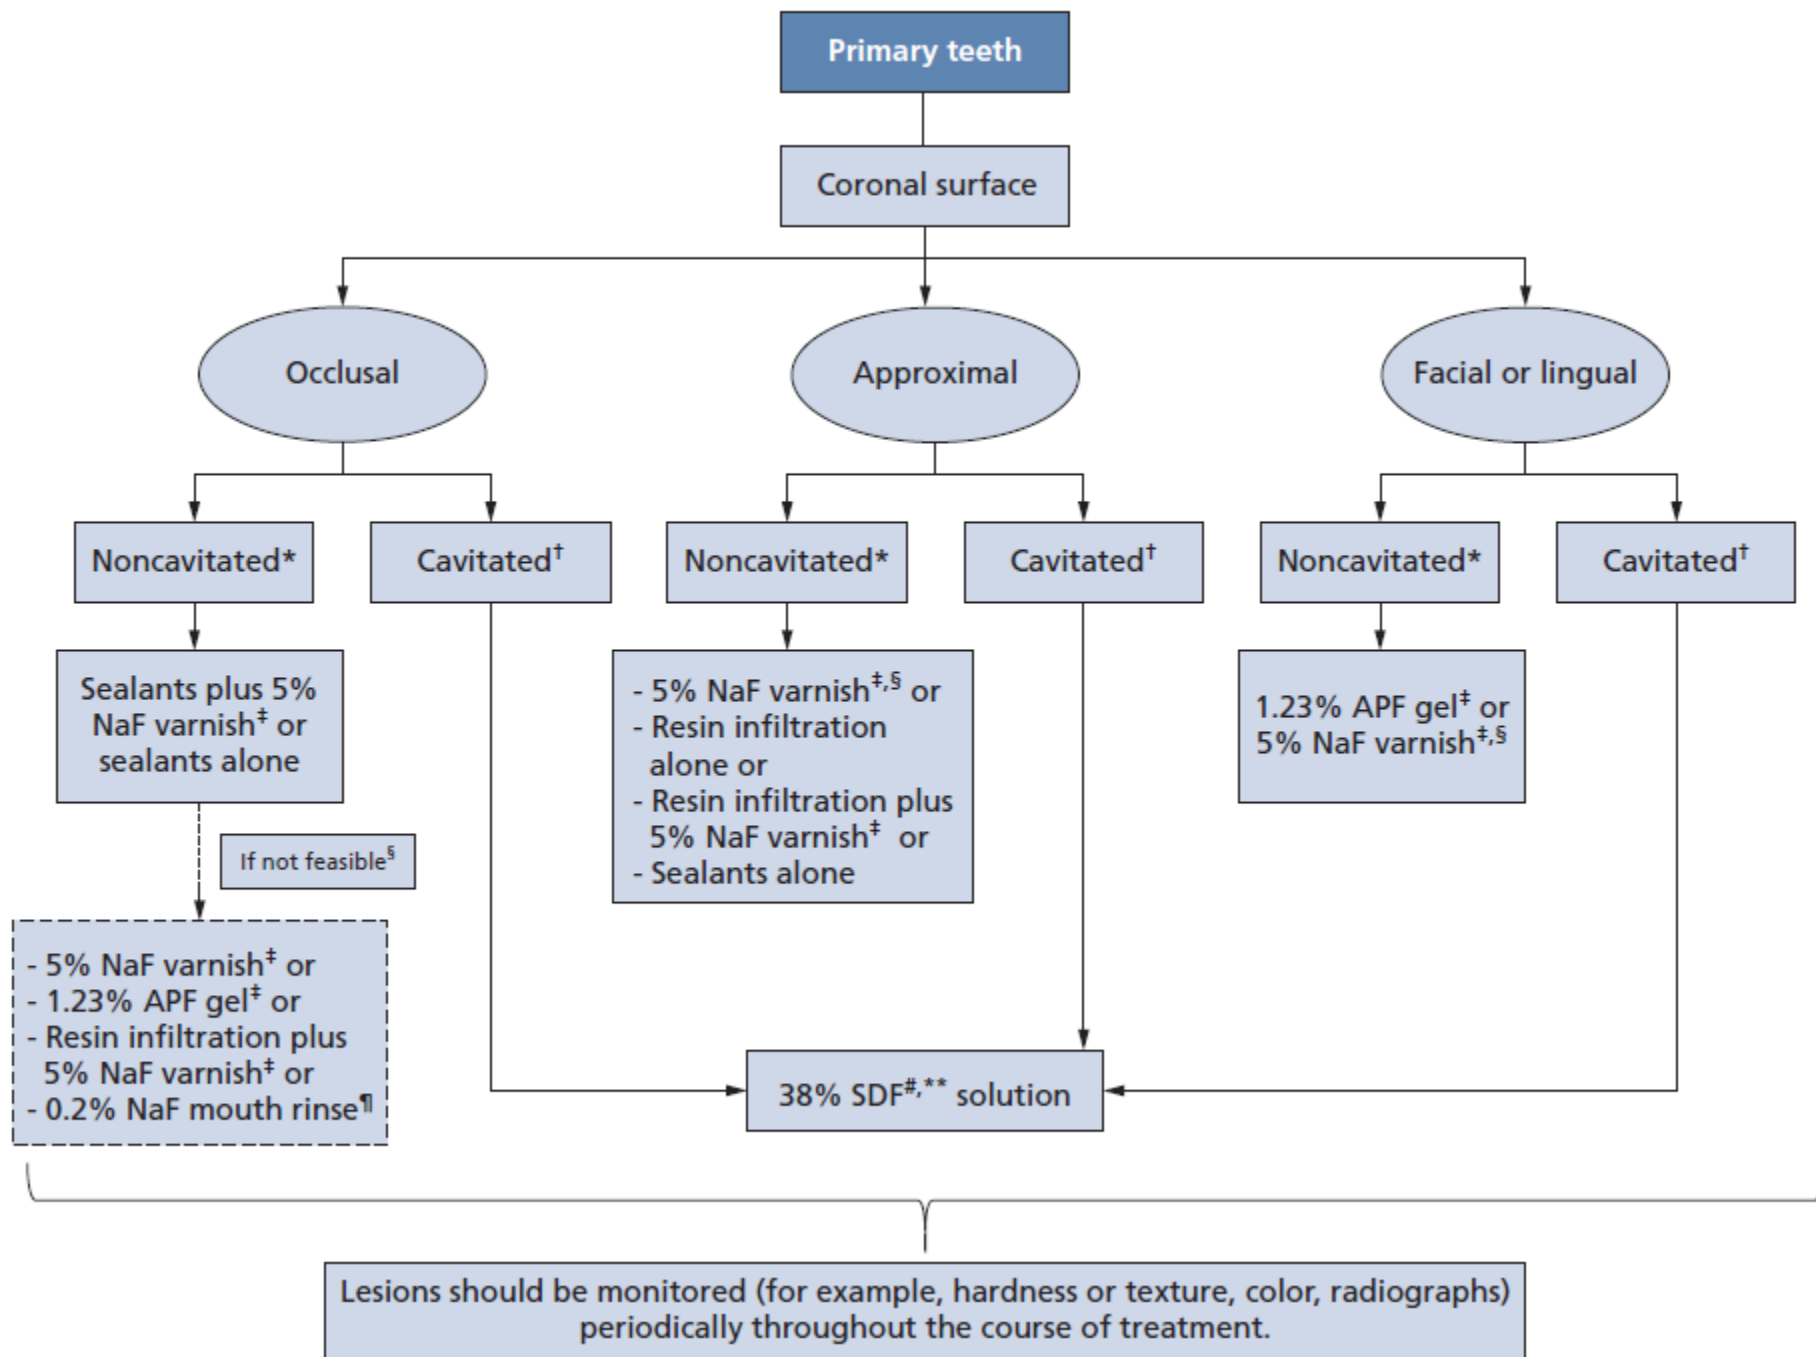 Primary teeth
Coronal surface
Occlusal
Approximal
Facial or lingual
Noncavitated*
Cavitated†
Noncavitated*
Cavitated†
Noncavitated*
Cavitated†
Sealants plus 5%
NaF varnish‡ or
sealants alone
If not feasible§
- 5% NaF varnish‡ or
- 1.23% APF gel‡ or
- Resin infiltration plus
5% NaF varnish‡ or
- 0.2% NaF mouth rinse¶
- 5% NaF varnish‡,§ or
- Resin infiltration
alone or
- Resin infiltration plus
5% NaF varnish‡ or
- Sealants alone
1.23% APF gel‡ or
5% NaF varnish‡,§
38% SDF#,** solution
Lesions should be monitored (for example, hardness or texture, color, radiographs)
periodically throughout the course of treatment.